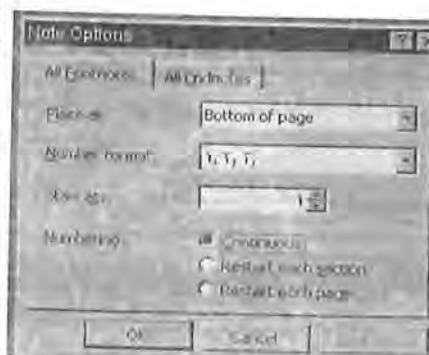 Note Options
All Footnotes All Endnotes
Place at: Bottom of page
Number format:
Start at:
Numbering: Continuous
Restart each section
Restart each page
OK Cancel